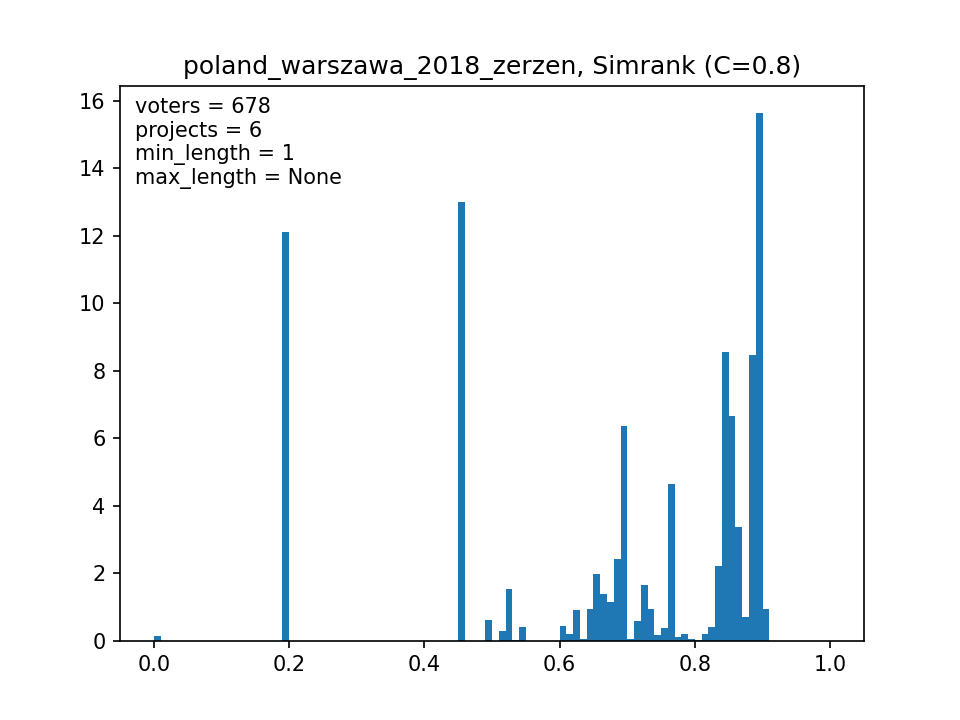 poland_warszawa_2018_zerzen, Simrank (C=0.8)
voters = 678
projects = 6
min_length = 1
max_length = None
16
14
12
10
8
6
4
2
0
0.0 0.2 0.4 0.6 0.8 1.0